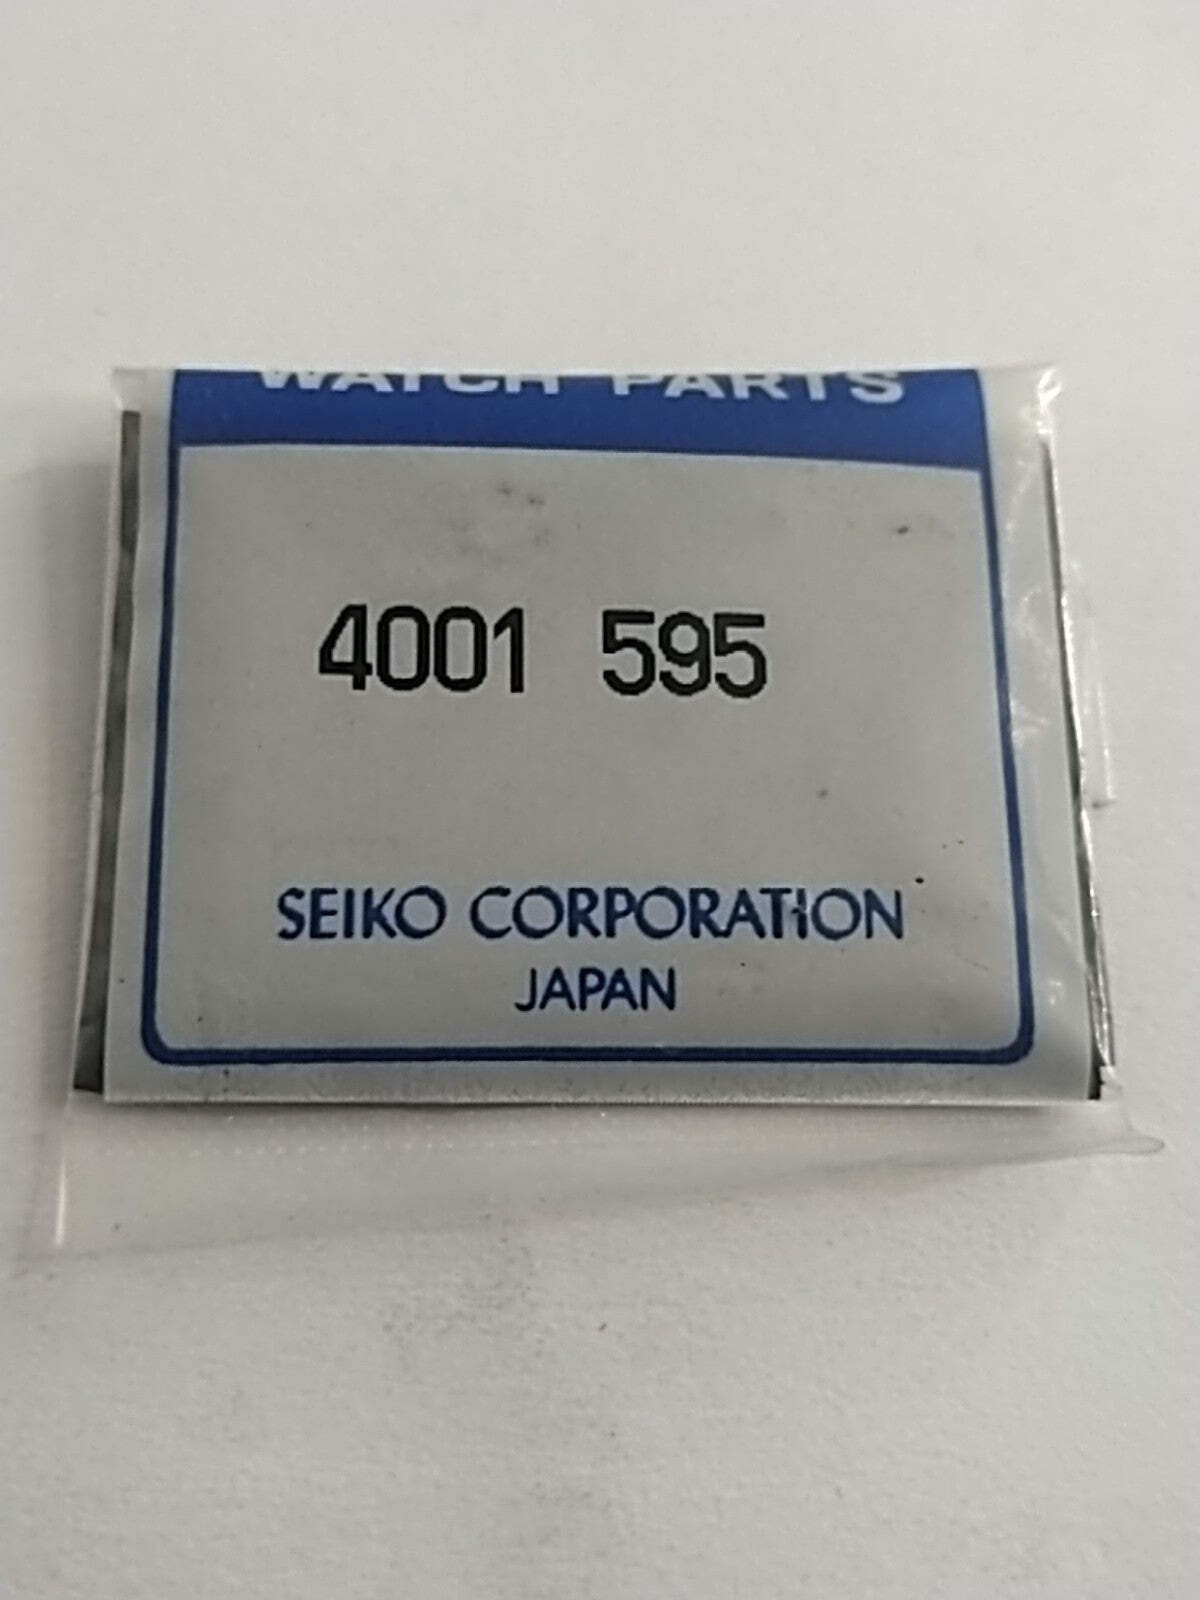 WATCH PARTS
4001 595
SEIKO CORPORATION
JAPAN